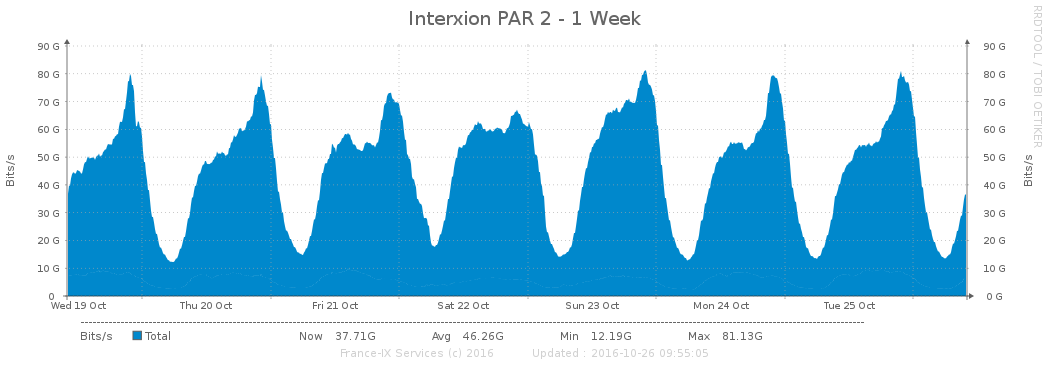 Interxion PAR 2 - 1 Week
RRDTOOL / TOBI OETIKER
90 G 90 G
80 G 80 G
70 G 70 G
60 G 60 G
50 G 50 G
40 G 40 G
30 G 30 G
20 G 20 G
10 G 10 G
0 0 G
Bits/s
Bits/s
Wed 19 Oct Thu 20 Oct Fri 21 Oct Sat 22 Oct Sun 23 Oct Mon 24 Oct Tue 25 Oct
Bits/s Total Now 37.71G Avg 46.26G Min 12.19G Max 81.13G
France-IX Services (c) 2016 Updated : 2016-10-26 09:55:05